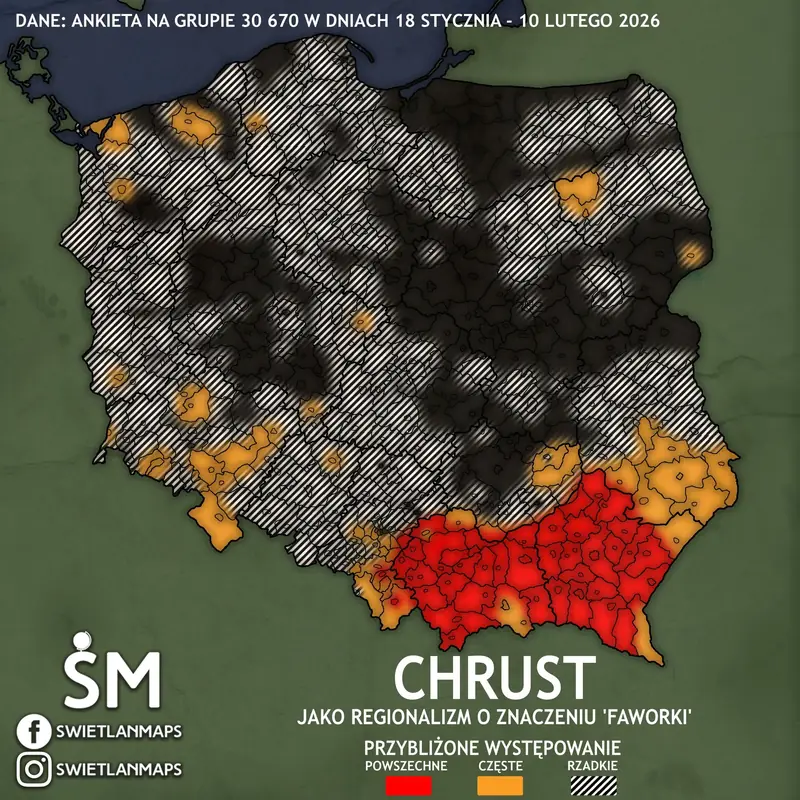 DANE: ANKIETA NA GRUPIE 30 670 W DNIACH 18 STYCZNIA - 10 LUTEGO 2026
ŚM
SWIETLANMAPS
SWIETLANMAPS
CHRUST
JAKO REGIONALIZM O ZNACZENIU 'FAWORKI'
PRZYBLIŻONE WYSTĘPOWANIE
POWSZECHNE CZĘSTE RZADKIE